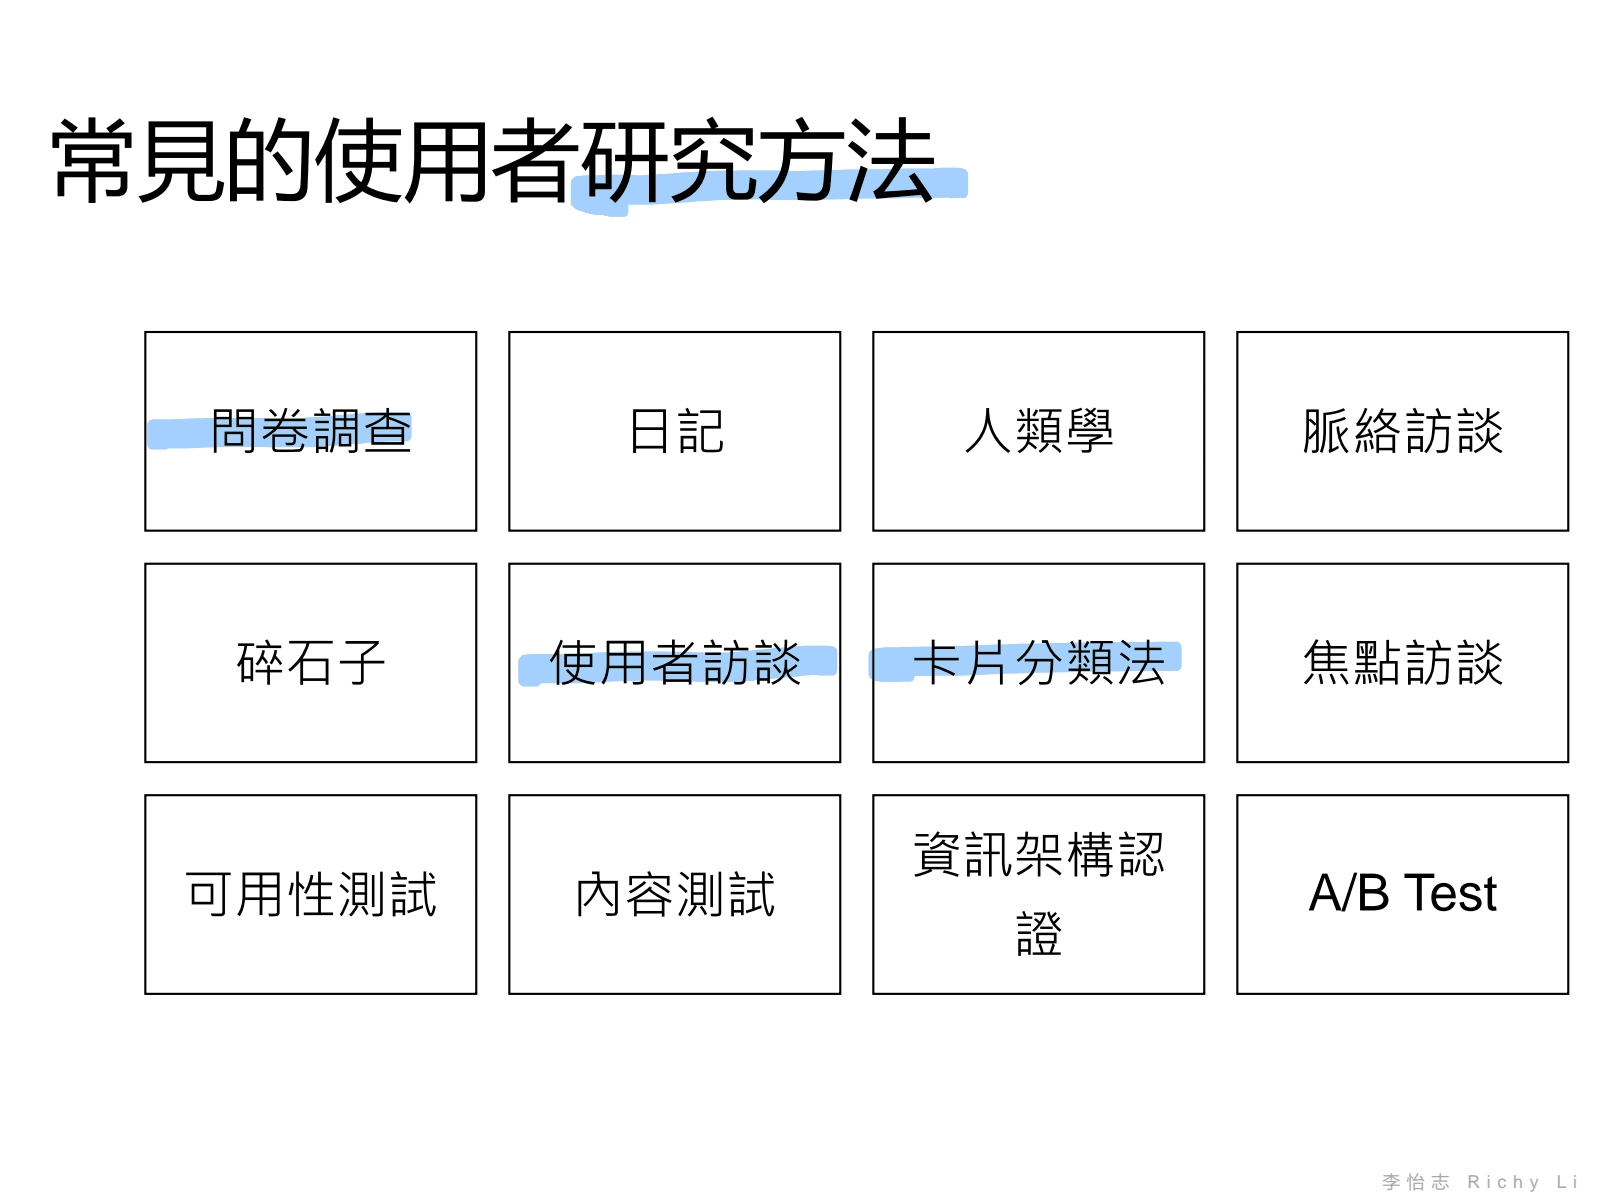 常見的使用者研究方法
問卷調查
日記
人類學
脈絡訪談
碎石子
使用者訪談
卡片分類法
焦點訪談
可用性測試
內容測試
資訊架構認
證
A/B Test
李怡志 Richy Li